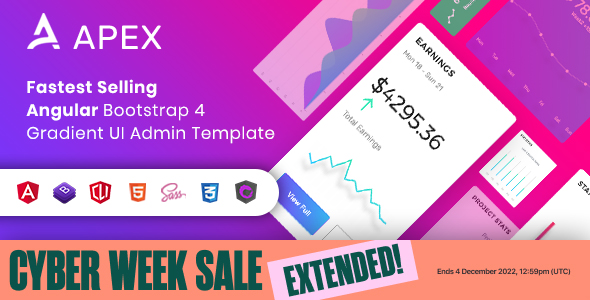 APEX
Fastest Selling
Angular Bootstrap 4
Gradient UI Admin Template
EARNINGS
Mon 18 - Sun 21
$4295.36
Total Earnings
View Full
PROJECT STATS
CYBER WEEK SALE
EXTENDED!
Ends 4 December 2022, 12:59pm (UTC)
Sass